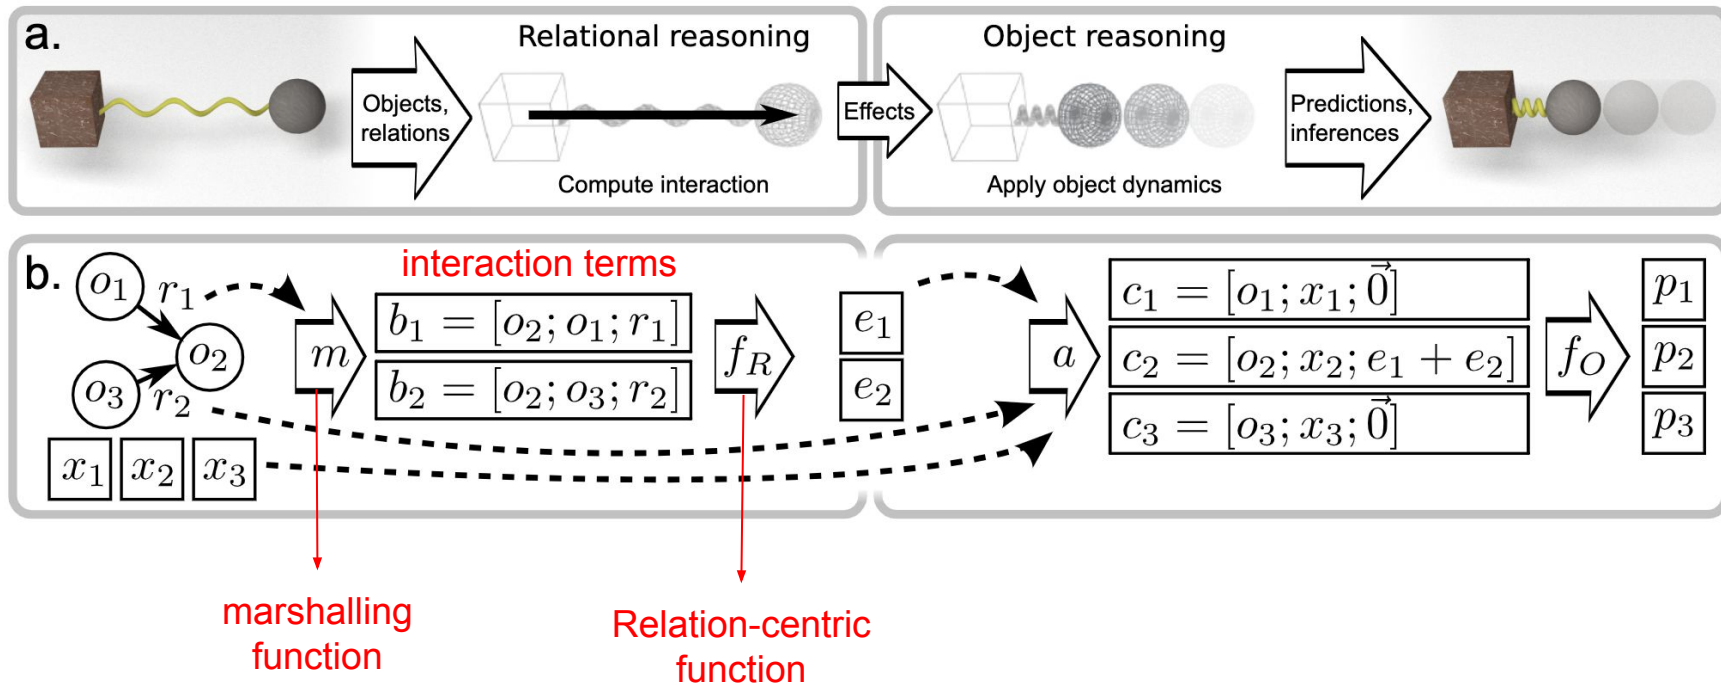 a.
Relational reasoning
Object reasoning
Objects,
relations
Effects
Predictions,
inferences
Compute interaction
Apply object dynamics
b.
interaction terms
o₁
r₁
o₂
o₃
r₂
x₁ x₂ x₃
m
b₁ = [o₂; o₁; r₁]
b₂ = [o₂; o₃; r₂]
f_R
e₁
e₂
a
c₁ = [o₁; x₁; 0⃗]
c₂ = [o₂; x₂; e₁ + e₂]
c₃ = [o₃; x₃; 0⃗]
f_O
p₁
p₂
p₃
marshalling
function
Relation-centric
function